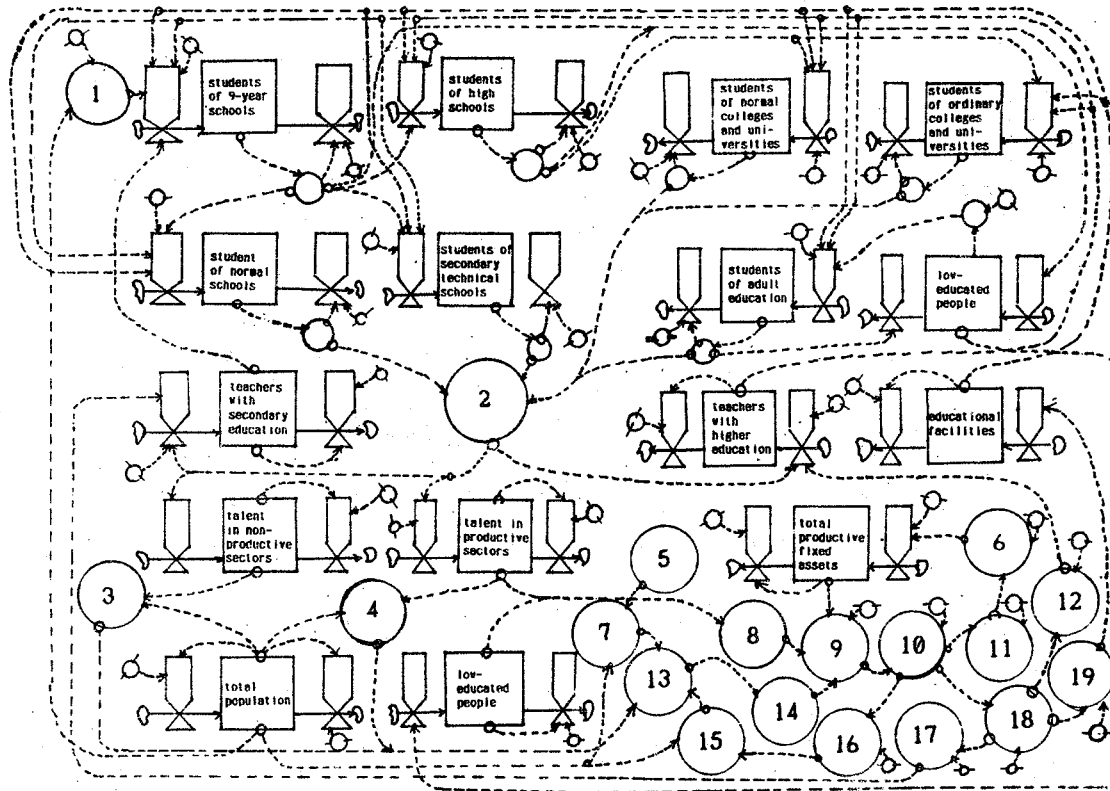 1
students
of 9-year
schools
students
of high
schools
students
of normal
colleges
and uni-
versities
students
of ordinary
colleges
and uni-
versities
student
of normal
schools
students of
secondary
technical
schools
students
of adult
education
low-
educated
people
teachers
with
secondary
education
2
teachers
with
higher
education
educational
facilities
talent
in non-
productive
sectors
talent in
productive
sectors
5
total
productive
fixed
assets
6
3
4
7
8
9
10
11
12
total
population
low-
educated
people
13
14
15
16
17
18
19